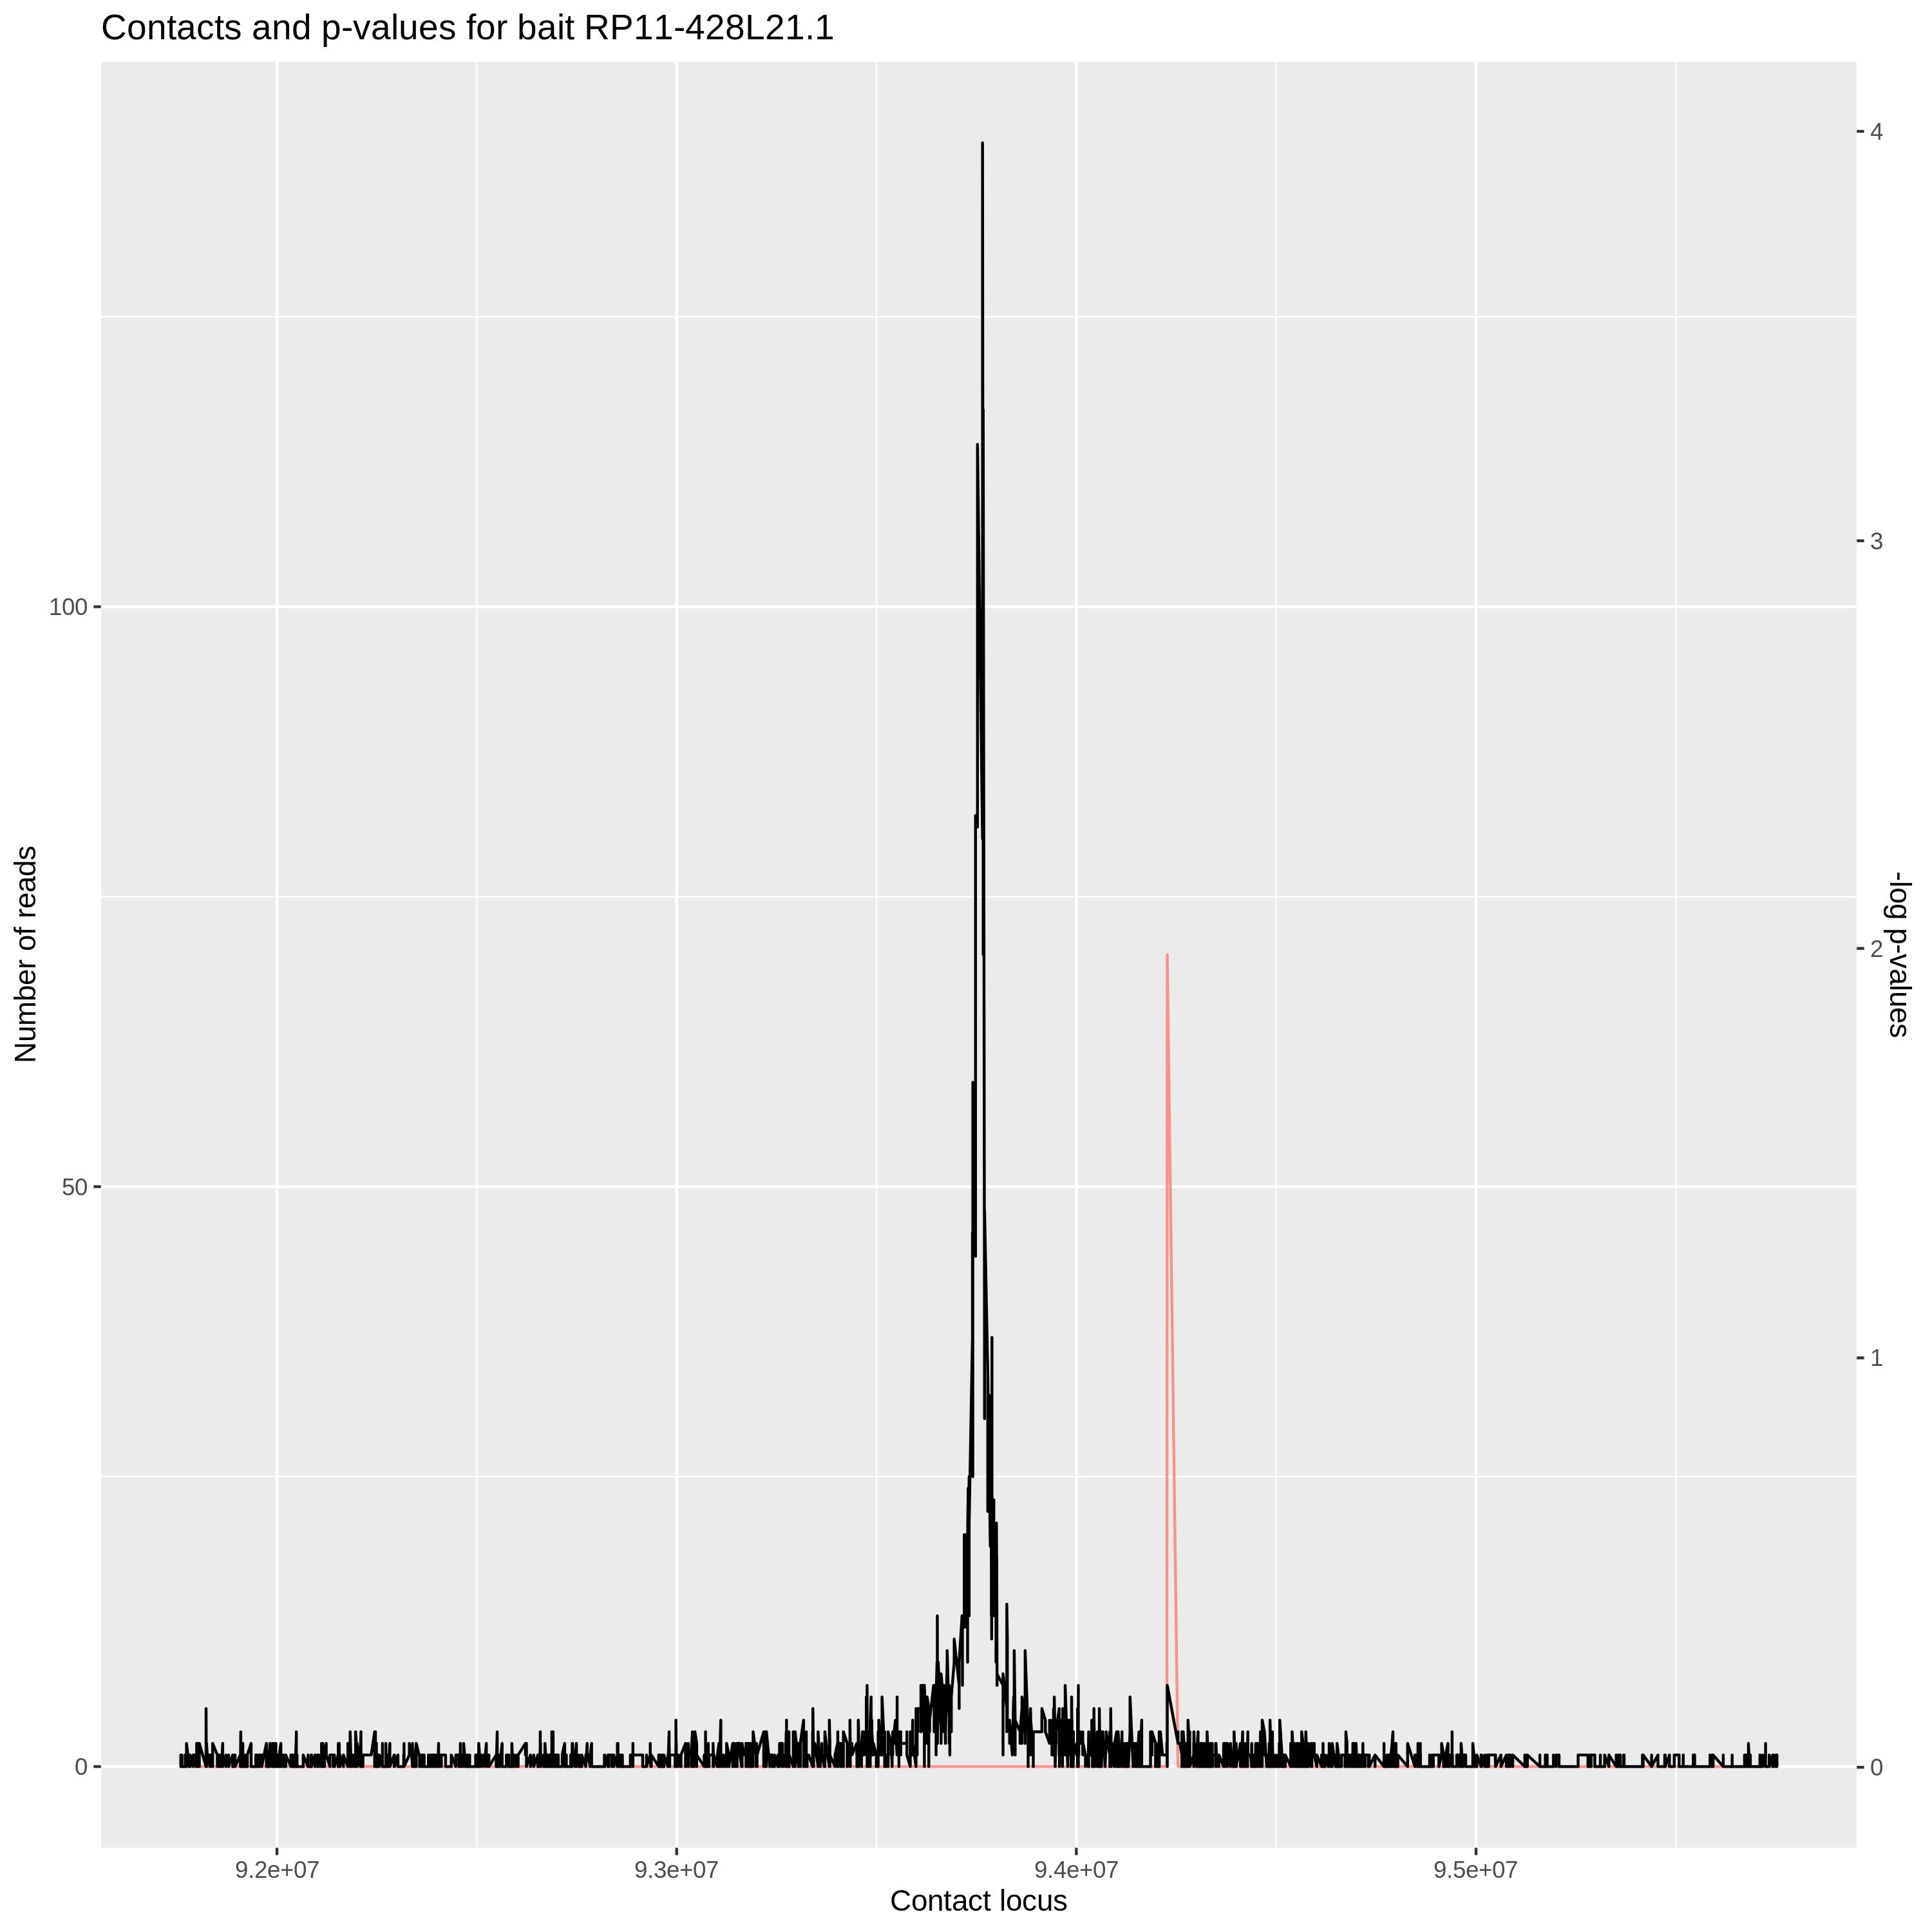 Contacts and p-values for bait RP11-428L21.1
Number of reads
100
50
0
4
3
2
1
0
-log p-values
9.2e+07 9.3e+07 9.4e+07 9.5e+07
Contact locus